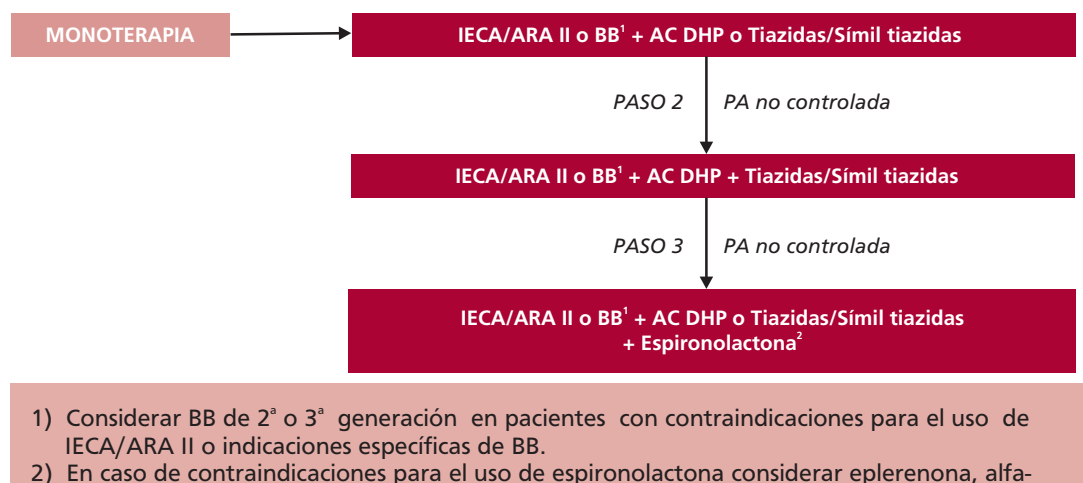 MONOTERAPIA
IECA/ARA II o BB¹ + AC DHP o Tiazidas/Símil tiazidas
PASO 2
PA no controlada
IECA/ARA II o BB¹ + AC DHP + Tiazidas/Símil tiazidas
PASO 3
PA no controlada
IECA/ARA II o BB¹ + AC DHP o Tiazidas/Símil tiazidas
+ Espironolactona²
1) Considerar BB de 2ª o 3ª generación en pacientes con contraindicaciones para el uso de
IECA/ARA II o indicaciones específicas de BB.
2) En caso de contraindicaciones para el uso de espironolactona considerar eplerenona, alfa-